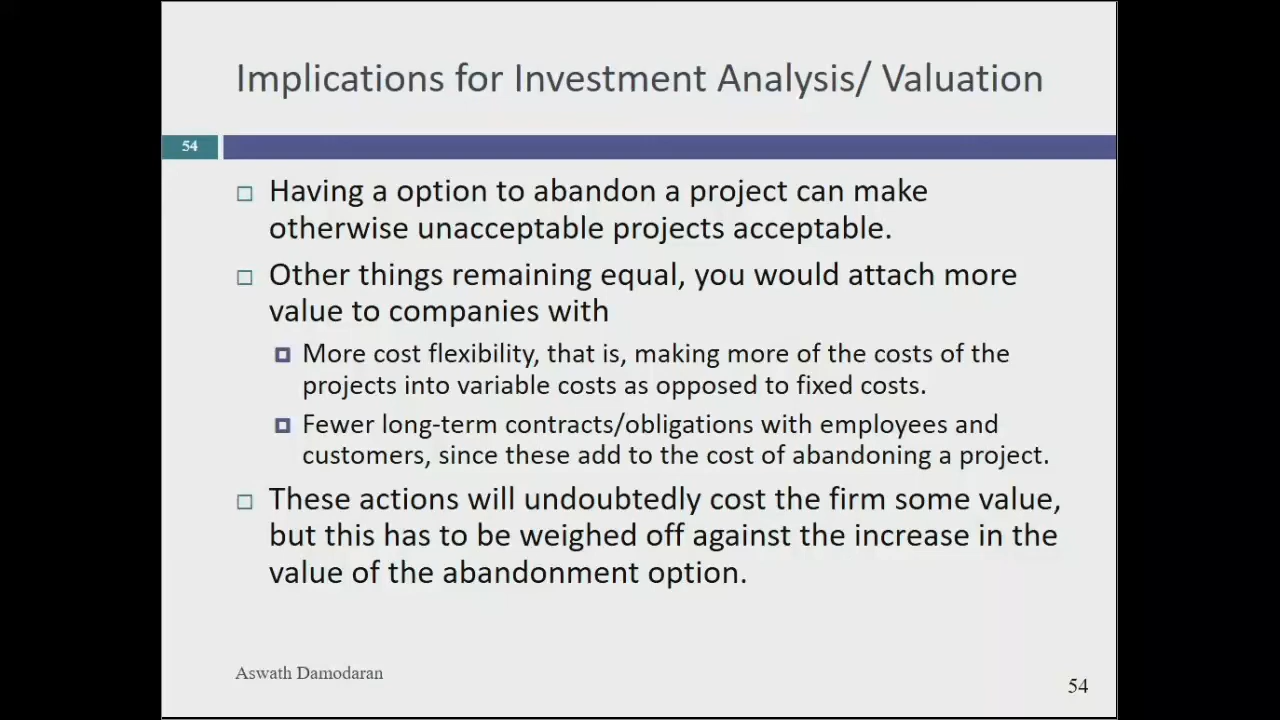 Implications for Investment Analysis/ Valuation
54
Having a option to abandon a project can make
otherwise unacceptable projects acceptable.
Other things remaining equal, you would attach more
value to companies with
More cost flexibility, that is, making more of the costs of the
projects into variable costs as opposed to fixed costs.
Fewer long-term contracts/obligations with employees and
customers, since these add to the cost of abandoning a project.
These actions will undoubtedly cost the firm some value,
but this has to be weighed off against the increase in the
value of the abandonment option.
Aswath Damodaran
54